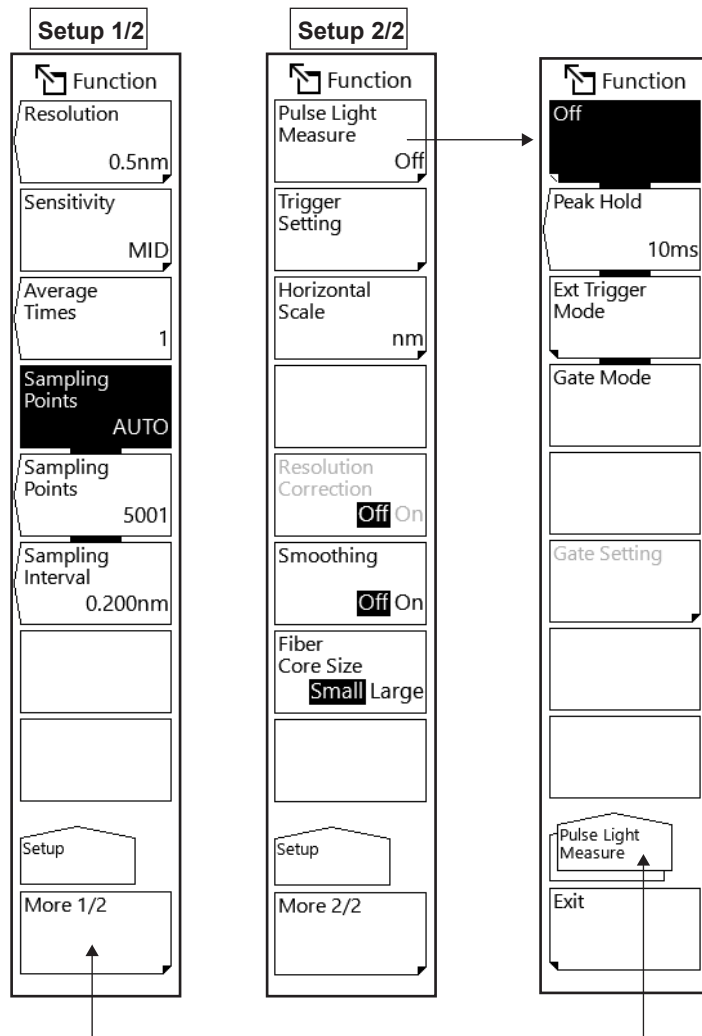 Setup 1/2
Function
Resolution
0.5nm
Sensitivity
MID
Average
Times
1
Sampling
Points
AUTO
Sampling
Points
5001
Sampling
Interval
0.200nm
Setup
More 1/2
Setup 2/2
Function
Pulse Light
Measure
Off
Trigger
Setting
Horizontal
Scale
nm
Resolution
Correction
Off On
Smoothing
Off On
Fiber
Core Size
Small Large
Setup
More 2/2
Function
Off
Peak Hold
10ms
Ext Trigger
Mode
Gate Mode
Gate Setting
Pulse Light
Measure
Exit